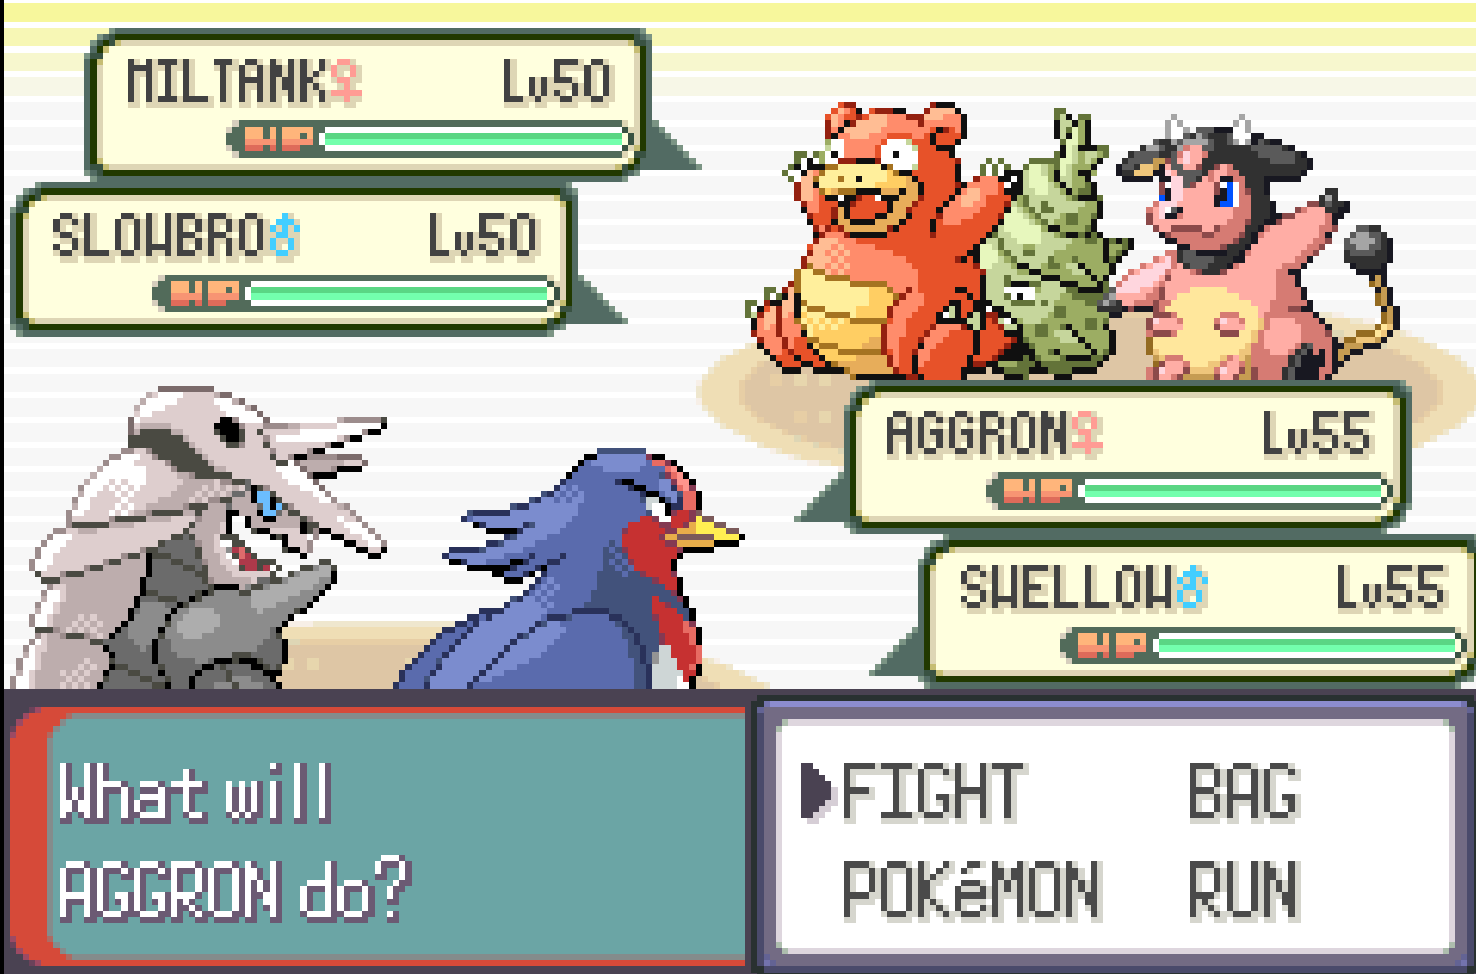 MILTANK♀ Lv50
HP
SLOWBRO♂ Lv50
HP
AGGRON♀ Lv55
HP
SWELLOW♂ Lv55
HP
What will
AGGRON do?
FIGHT BAG
POKéMON RUN